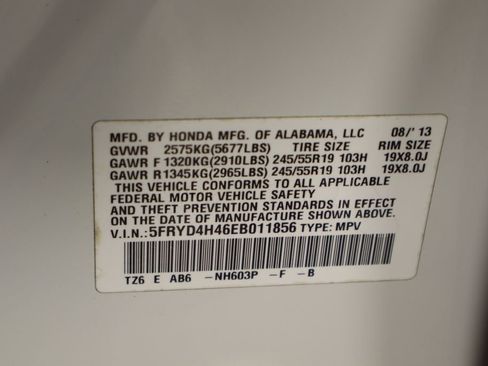 MFD. BY HONDA MFG. OF ALABAMA, LLC 08/'13
GVWR 2575KG(5677LBS) TIRE SIZE RIM SIZE
GAWR F 1320KG(2910LBS) 245/55R19 103H 19X8.0J
GAWR R1345KG(2965LBS) 245/55R19 103H 19X8.0J
THIS VEHICLE CONFORMS TO ALL APPLICABLE
FEDERAL MOTOR VEHICLE SAFETY
AND THEFT PREVENTION STANDARDS IN EFFECT
ON THE DATE OF MANUFACTURE SHOWN ABOVE.
V.I.N.: 5FRYD4H46EB011856 TYPE: MPV
TZ6 E AB6 -NH603P -F -B